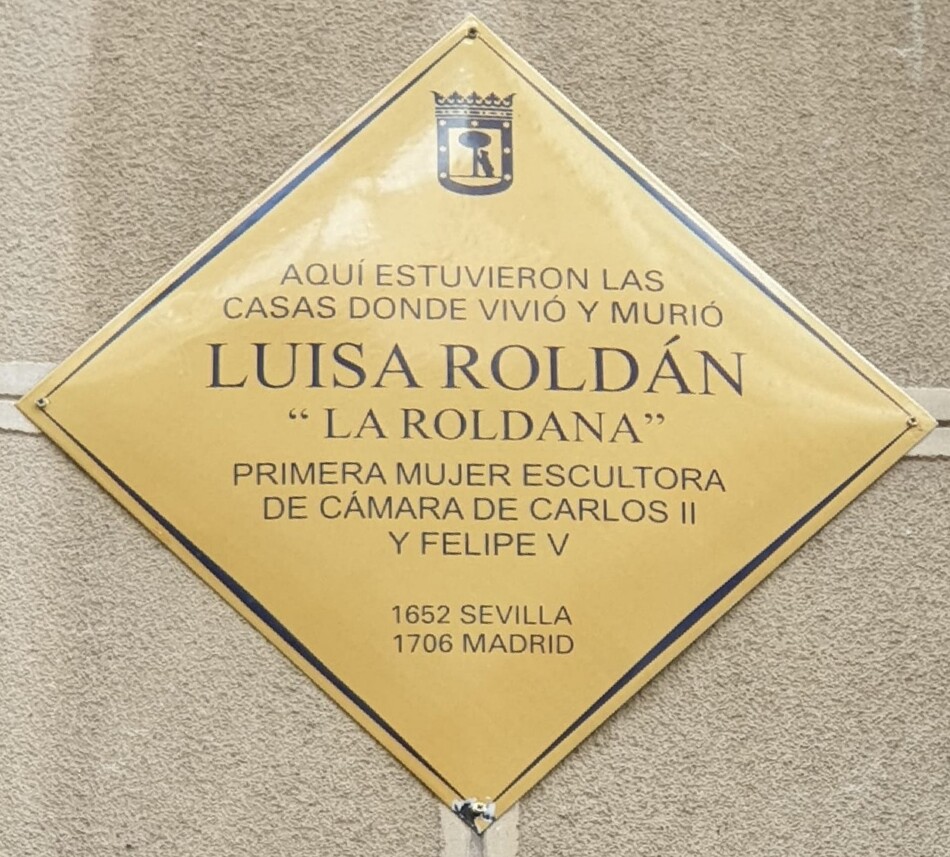 AQUÍ ESTUVIERON LAS
CASAS DONDE VIVIÓ Y MURIÓ
LUISA ROLDÁN
“ LA ROLDANA”
PRIMERA MUJER ESCULTORA
DE CÁMARA DE CARLOS II
Y FELIPE V
1652 SEVILLA
1706 MADRID